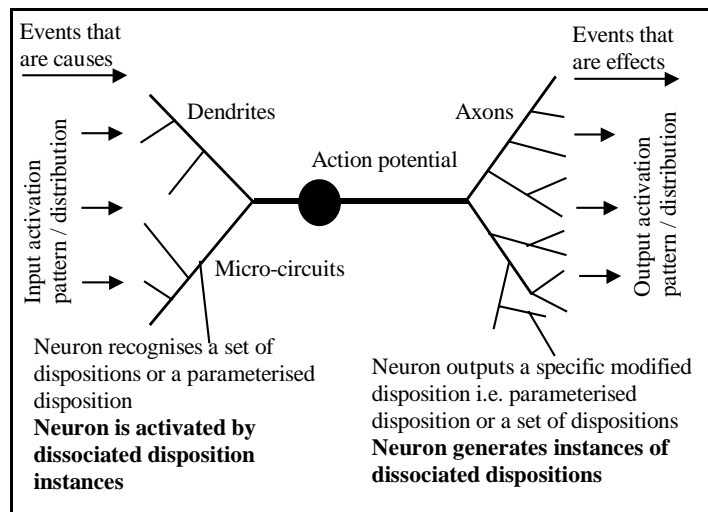 Events that
are causes
Events that
are effects
Dendrites
Axons
Action potential
Input activation
pattern / distribution
Output activation
pattern / distribution
Micro-circuits
Neuron recognises a set of
dispositions or a parameterised
disposition
Neuron is activated by
dissociated disposition
instances
Neuron outputs a specific modified
disposition i.e. parameterised
disposition or a set of dispositions
Neuron generates instances of
dissociated dispositions